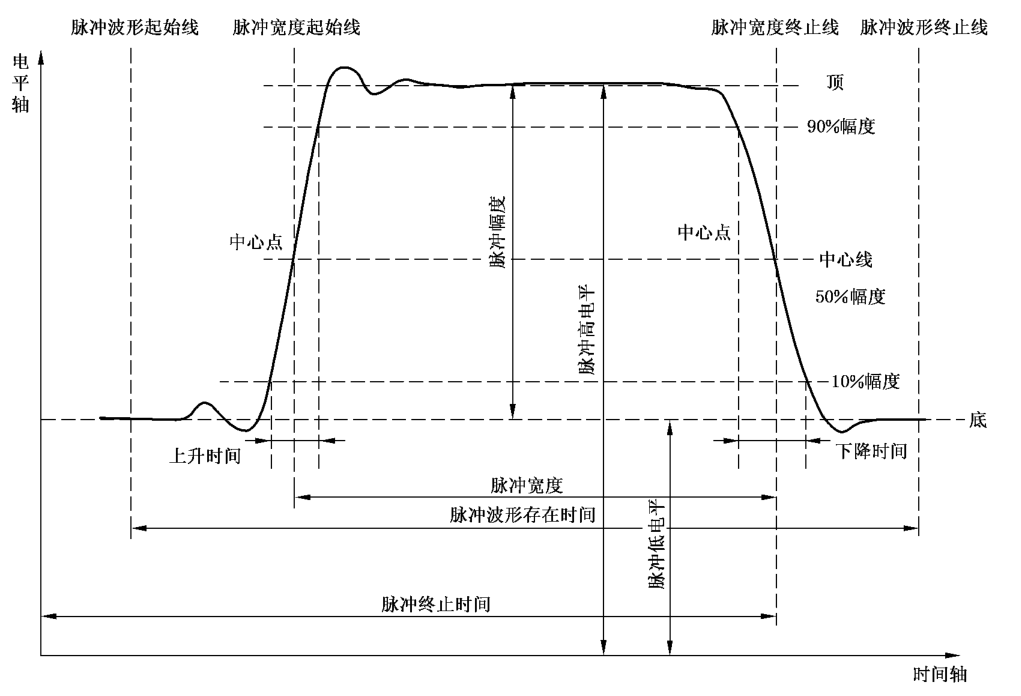 脉冲波形起始线
脉冲宽度起始线
脉冲宽度终止线
脉冲波形终止线
电平轴
顶
90%幅度
脉冲幅度
中心点
中心点
中心线
50%幅度
脉冲高电平
10%幅度
底
上升时间
下降时间
脉冲宽度
脉冲波形存在时间
脉冲低电平
脉冲终止时间
时间轴